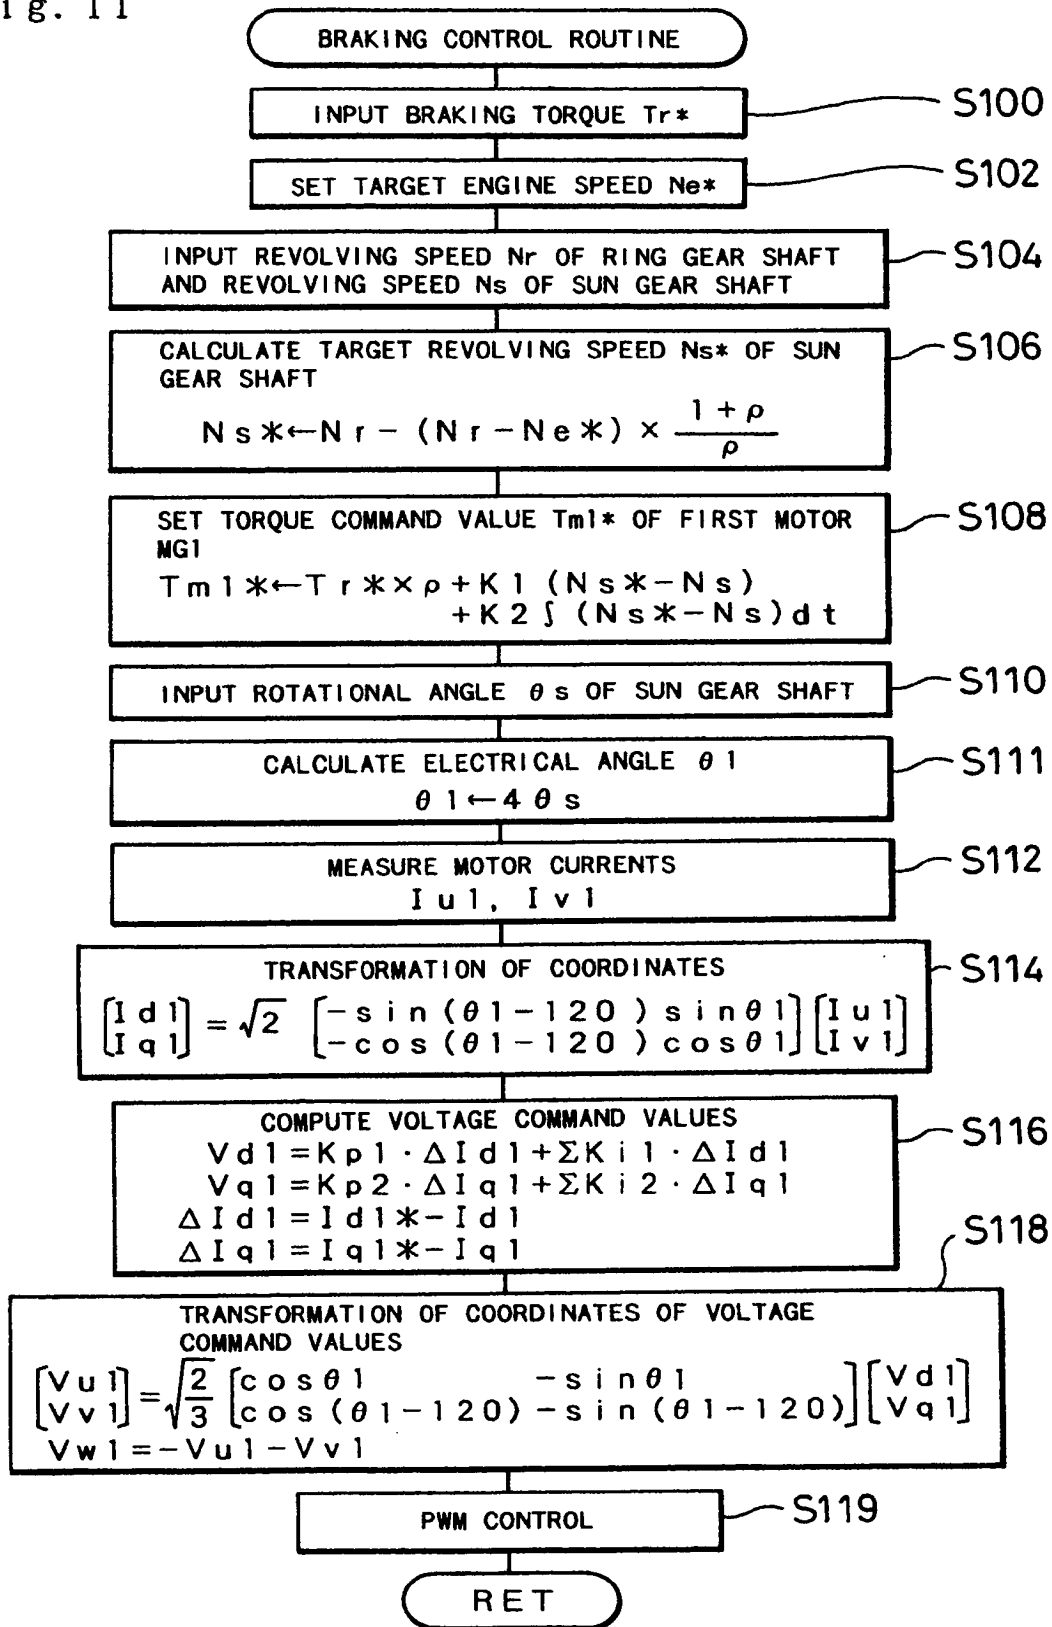 Fig. 11
BRAKING CONTROL ROUTINE
INPUT BRAKING TORQUE Tr*
S100
SET TARGET ENGINE SPEED Ne*
S102
INPUT REVOLVING SPEED Nr OF RING GEAR SHAFT
AND REVOLVING SPEED Ns OF SUN GEAR SHAFT
S104
CALCULATE TARGET REVOLVING SPEED Ns* OF SUN
GEAR SHAFT
Ns*←Nr-(Nr-Ne*)×(1+ρ)/ρ
S106
SET TORQUE COMMAND VALUE Tm1* OF FIRST MOTOR
MG1
Tm1*←Tr*×ρ+K1(Ns*-Ns)
+K2∫(Ns*-Ns)dt
S108
INPUT ROTATIONAL ANGLE θs OF SUN GEAR SHAFT
S110
CALCULATE ELECTRICAL ANGLE θ1
θ1←4θs
S111
MEASURE MOTOR CURRENTS
Iu1, Iv1
S112
TRANSFORMATION OF COORDINATES
[Id1] = √2 [-sin(θ1-120) sinθ1] [Iu1]
[Iq1] [-cos(θ1-120) cosθ1] [Iv1]
S114
COMPUTE VOLTAGE COMMAND VALUES
Vd1=Kp1·ΔId1+ΣKi1·ΔId1
Vq1=Kp2·ΔIq1+ΣKi2·ΔIq1
ΔId1=Id1*-Id1
ΔIq1=Iq1*-Iq1
S116
TRANSFORMATION OF COORDINATES OF VOLTAGE
COMMAND VALUES
[Vu1] = √(2/3) [cosθ1 -sinθ1] [Vd1]
[Vv1] [cos(θ1-120) -sin(θ1-120)] [Vq1]
Vw1=-Vu1-Vv1
S118
PWM CONTROL
S119
RET